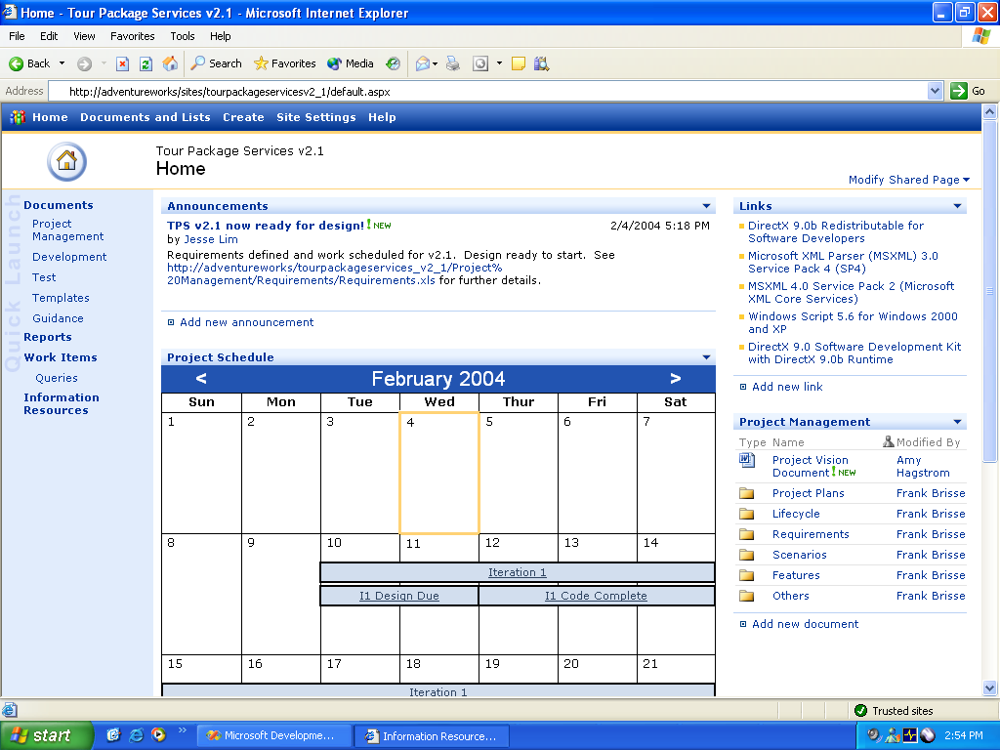 Home - Tour Package Services v2.1 - Microsoft Internet Explorer
File Edit View Favorites Tools Help
Back Search Favorites Media
Address http://adventureworks/sites/tourpackageservicesv2_1/default.aspx Go
Home Documents and Lists Create Site Settings Help
Tour Package Services v2.1
Home
Modify Shared Page
Quick Launch
Documents
Project
Management
Development
Test
Templates
Guidance
Reports
Work Items
Queries
Information
Resources
Announcements
TPS v2.1 now ready for design! NEW 2/4/2004 5:18 PM
by Jesse Lim
Requirements defined and work scheduled for v2.1. Design ready to start. See
http://adventureworks/tourpackageservices_v2_1/Project%
20Management/Requirements/Requirements.xls for further details.
Add new announcement
Project Schedule
< February 2004 >
Sun Mon Tue Wed Thur Fri Sat
1 2 3 4 5 6 7
8 9 10 11 12 13 14
Iteration 1
I1 Design Due I1 Code Complete
15 16 17 18 19 20 21
Iteration 1
Links
DirectX 9.0b Redistributable for
Software Developers
Microsoft XML Parser (MSXML) 3.0
Service Pack 4 (SP4)
MSXML 4.0 Service Pack 2 (Microsoft
XML Core Services)
Windows Script 5.6 for Windows 2000
and XP
DirectX 9.0 Software Development Kit
with DirectX 9.0b Runtime
Add new link
Project Management
Type Name Modified By
Project Vision Amy
Document NEW Hagstrom
Project Plans Frank Brisse
Lifecycle Frank Brisse
Requirements Frank Brisse
Scenarios Frank Brisse
Features Frank Brisse
Others Frank Brisse
Add new document
Trusted sites
start Microsoft Developme... Information Resource... 2:54 PM